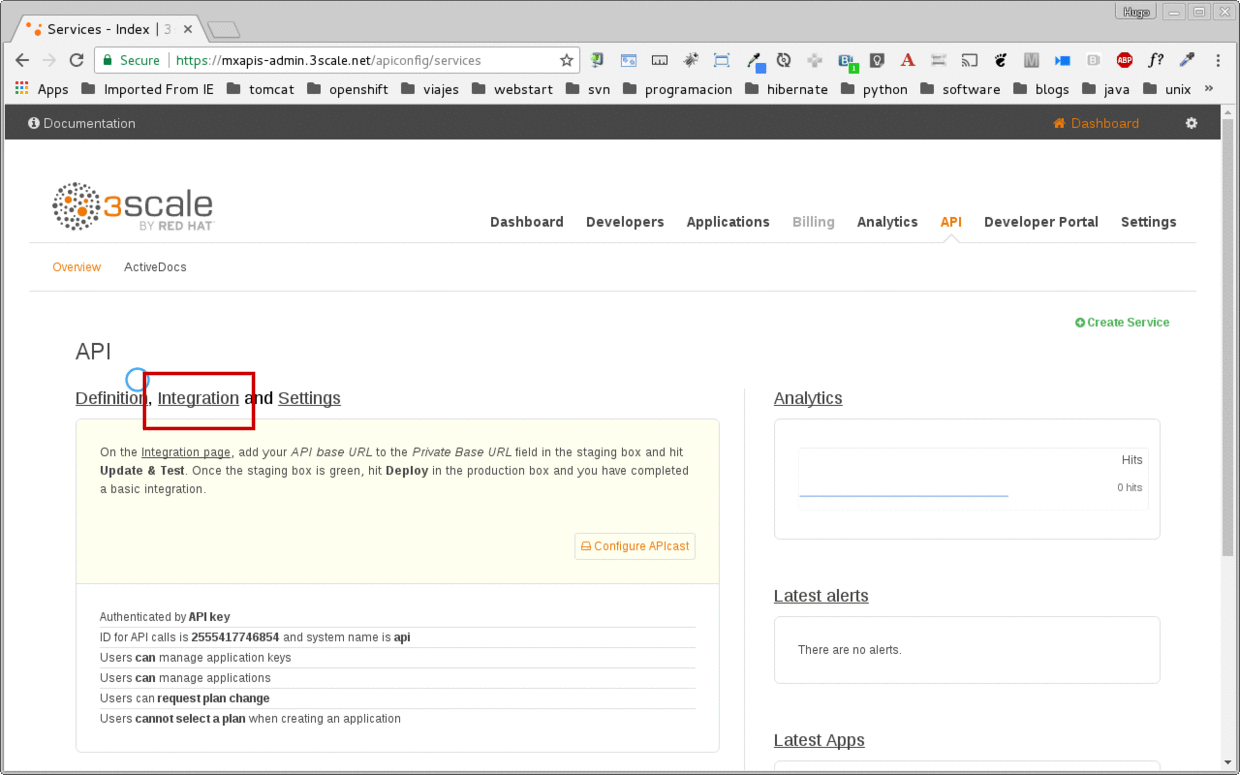 Hugo
Services - Index | 3
Secure | https://mxapis-admin.3scale.net/apiconfig/services
Apps Imported From IE tomcat openshift viajes webstart svn programacion hibernate python software blogs java unix »
Documentation Dashboard
3scale
BY RED HAT
Dashboard Developers Applications Billing Analytics API Developer Portal Settings
Overview ActiveDocs
Create Service
API
Definition, Integration and Settings
On the Integration page, add your API base URL to the Private Base URL field in the staging box and hit
Update & Test. Once the staging box is green, hit Deploy in the production box and you have completed
a basic integration.
Configure APIcast
Authenticated by API key
ID for API calls is 2555417746854 and system name is api
Users can manage application keys
Users can manage applications
Users can request plan change
Users cannot select a plan when creating an application
Analytics
Hits
0 hits
Latest alerts
There are no alerts.
Latest Apps